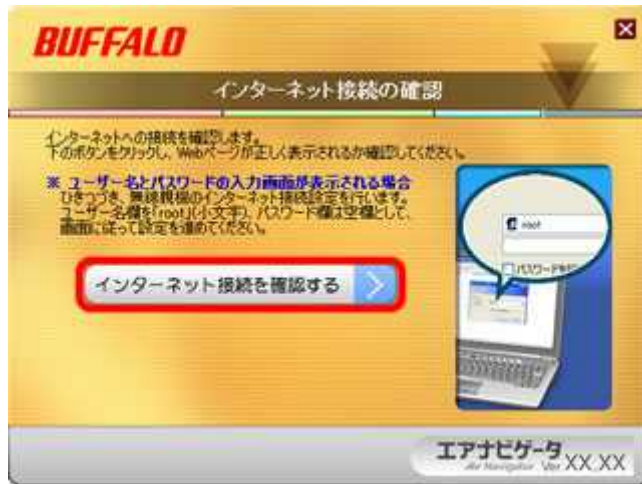 BUFFALO
インターネット接続の確認
インターネットへの接続を確認します。
下のボタンをクリックし、Webページが正しく表示されるか確認してください。
※ ユーザー名とパスワードの入力画面が表示される場合
ひきつづき、無線親機のインターネット接続設定を行います。
ユーザー名欄を「root」(小文字)、パスワード欄は空欄として、
画面に従って設定を進めてください。
root
インターネット接続を確認する
エアナビゲータ
Air Navigator Ver XX.XX